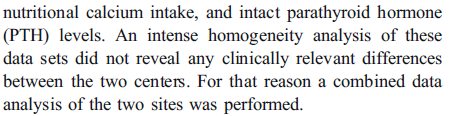 nutritional calcium intake, and intact parathyroid hormone
(PTH) levels. An intense homogeneity analysis of these
data sets did not reveal any clinically relevant differences
between the two centers. For that reason a combined data
analysis of the two sites was performed.